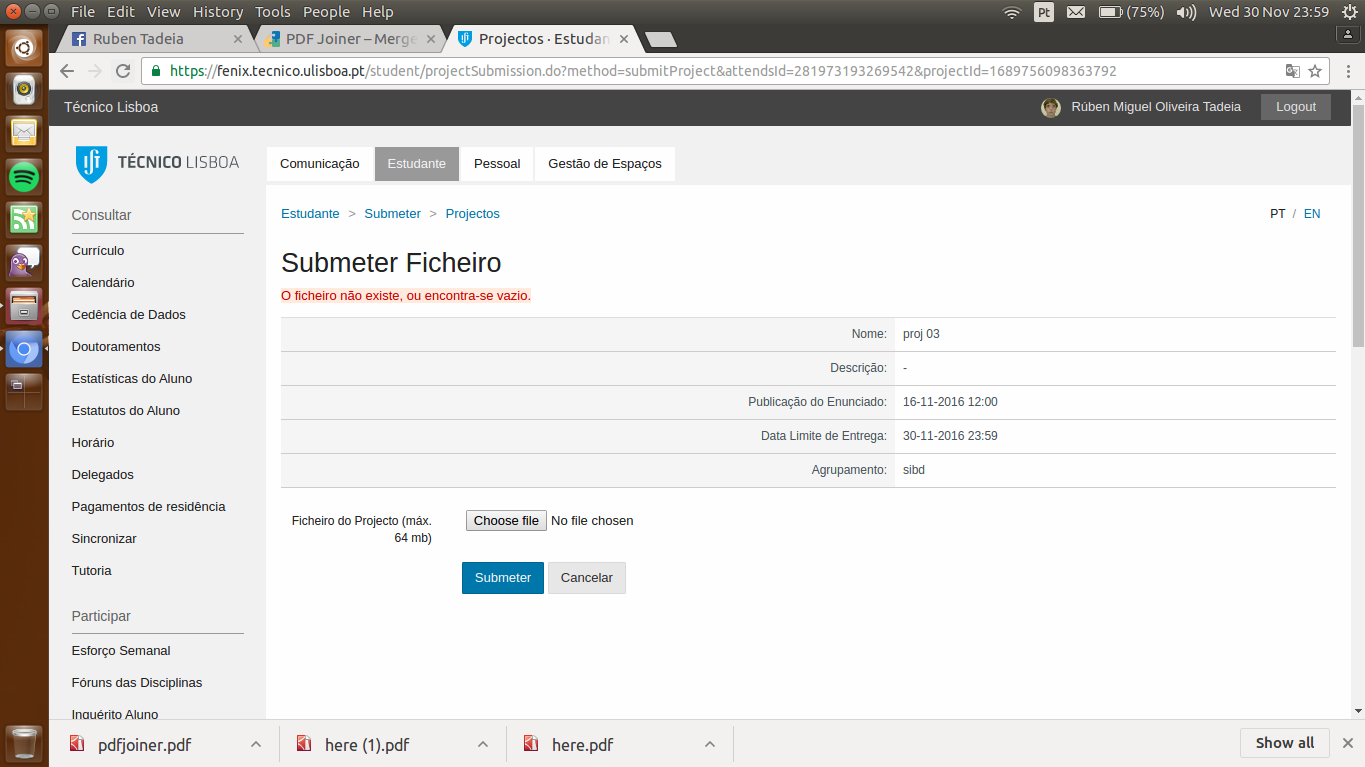 File Edit View History Tools People Help
Pt (75%) Wed 30 Nov 23:59
Ruben Tadeia
PDF Joiner – Merge
Projectos · Estudan
https://fenix.tecnico.ulisboa.pt/student/projectSubmission.do?method=submitProject&attendsId=281973193269542&projectId=1689756098363792
Técnico Lisboa
Rúben Miguel Oliveira Tadeia
Logout
TÉCNICO LISBOA
Comunicação Estudante Pessoal Gestão de Espaços
Consultar
Currículo
Calendário
Cedência de Dados
Doutoramentos
Estatísticas do Aluno
Estatutos do Aluno
Horário
Delegados
Pagamentos de residência
Sincronizar
Tutoria
Participar
Esforço Semanal
Fóruns das Disciplinas
Inquérito Aluno
Estudante > Submeter > Projectos
PT / EN
Submeter Ficheiro
O ficheiro não existe, ou encontra-se vazio.
Nome: proj 03
Descrição: -
Publicação do Enunciado: 16-11-2016 12:00
Data Limite de Entrega: 30-11-2016 23:59
Agrupamento: sibd
Ficheiro do Projecto (máx.
64 mb)
Choose file No file chosen
Submeter Cancelar
pdfjoiner.pdf
here (1).pdf
here.pdf
Show all